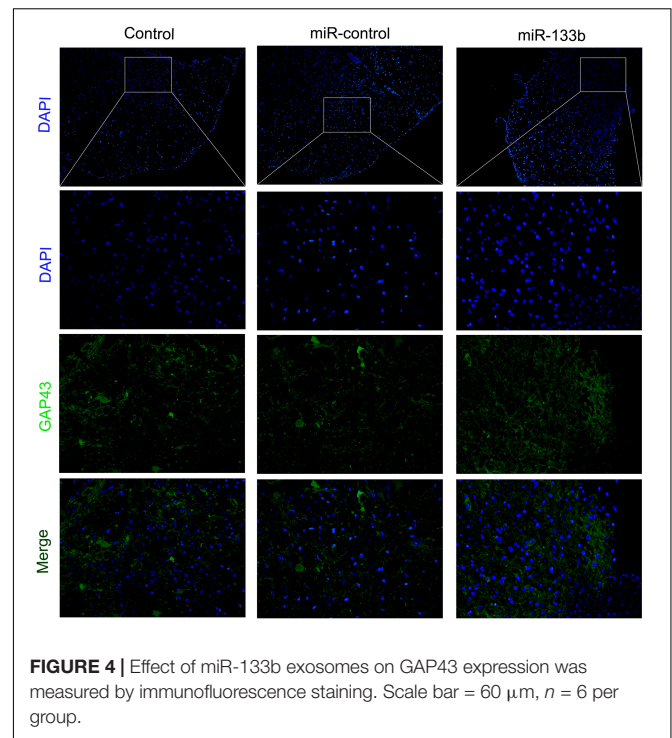 Control
miR-control
miR-133b
DAPI
DAPI
GAP43
Merge
FIGURE 4 | Effect of miR-133b exosomes on GAP43 expression was
measured by immunofluorescence staining. Scale bar = 60 μm, n = 6 per
group.